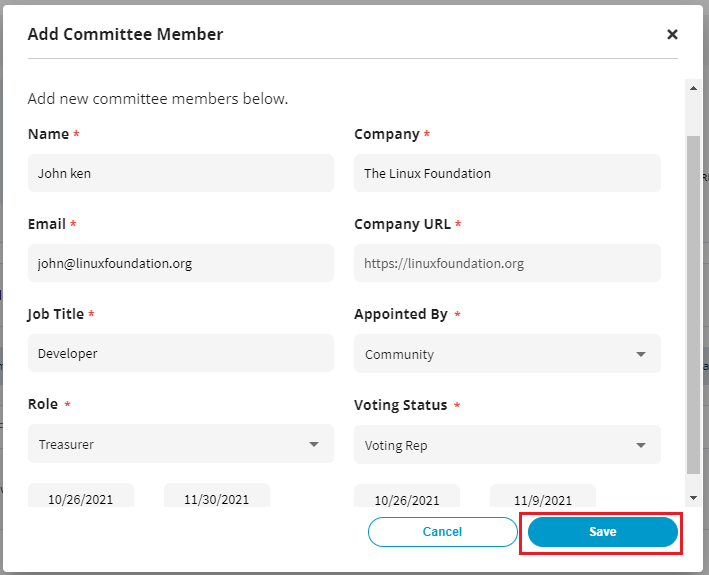 Add Committee Member
Add new committee members below.
Name *
Company *
John ken
The Linux Foundation
Email *
Company URL *
john@linuxfoundation.org
https://linuxfoundation.org
Job Title *
Appointed By *
Developer
Community
Role *
Voting Status *
Treasurer
Voting Rep
10/26/2021 11/30/2021
10/26/2021 11/9/2021
Cancel
Save